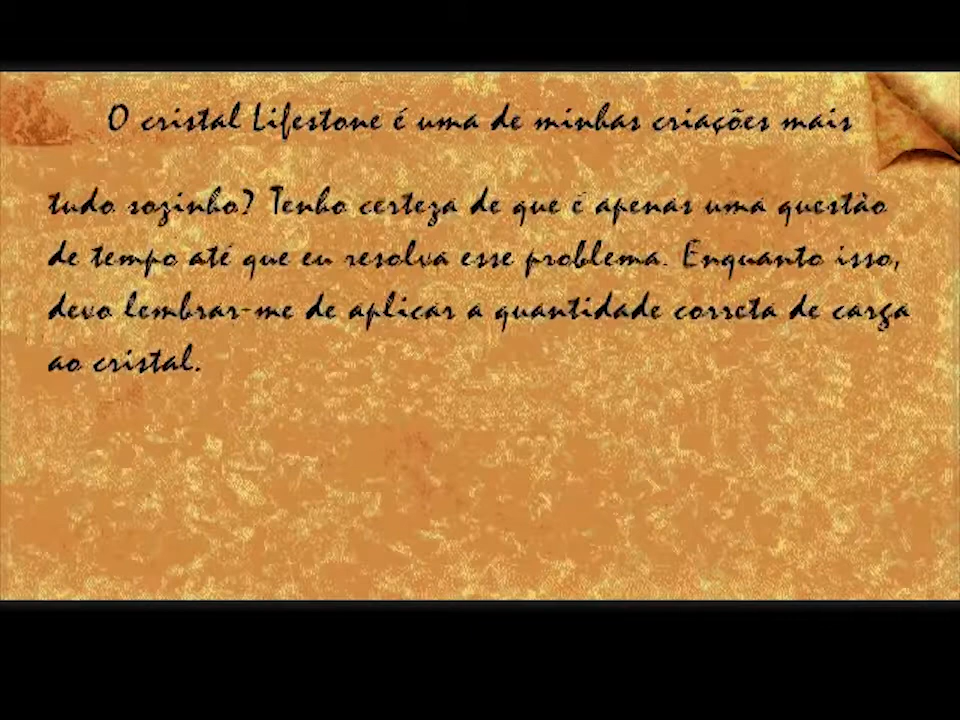 O cristal Lifestone é uma de minhas criações mais
tudo sozinho? Tenho certeza de que é apenas uma questão
de tempo até que eu resolva esse problema. Enquanto isso,
devo lembrar-me de aplicar a quantidade correta de carga
ao cristal.